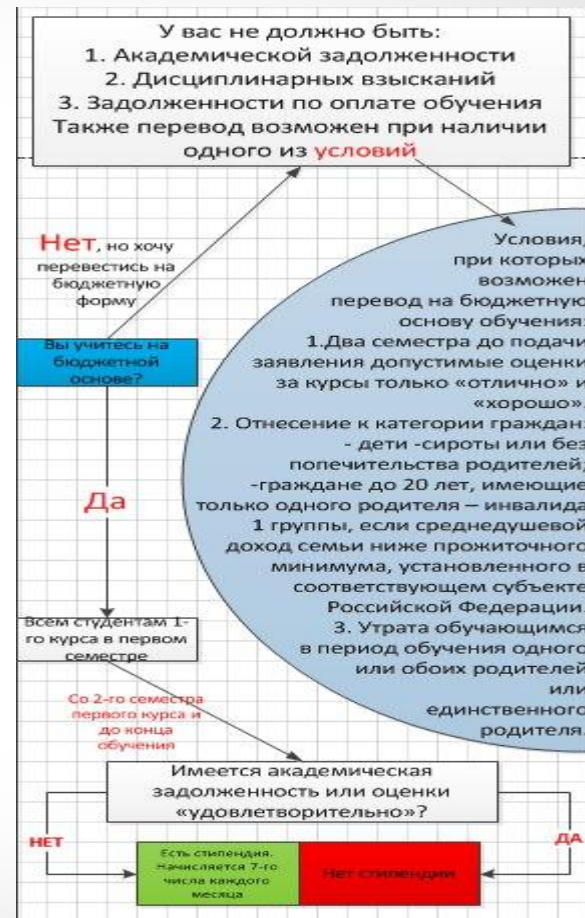 У вас не должно быть:
1. Академической задолженности
2. Дисциплинарных взысканий
3. Задолженности по оплате обучения
Также перевод возможен при наличии
одного из условий
Нет, но хочу
перевестись на
бюджетную
форму
Вы учитесь на
бюджетной
основе?
Условия,
при которых
возможен
перевод на бюджетную
основу обучения:
1.Два семестра до подачи
заявления допустимые оценки
за курсы только «отлично» и
«хорошо».
2. Отнесение к категории граждан:
- дети -сироты или без
попечительства родителей;
-граждане до 20 лет, имеющие
только одного родителя – инвалида
1 группы, если среднедушевой
доход семьи ниже прожиточного
минимума, установленного в
соответствующем субъекте
Российской Федерации.
3. Утрата обучающимся
в период обучения одного
или обоих родителей
или
единственного
родителя.
Да
Всем студентам 1-
го курса в первом
семестре
Со 2-го семестра
первого курса и
до конца
обучения
Имеется академическая
задолженность или оценки
«удовлетворительно»?
НЕТ
ДА
Есть стипендия.
Начисляется 7-го
числа каждого
месяца
Нет стипендии